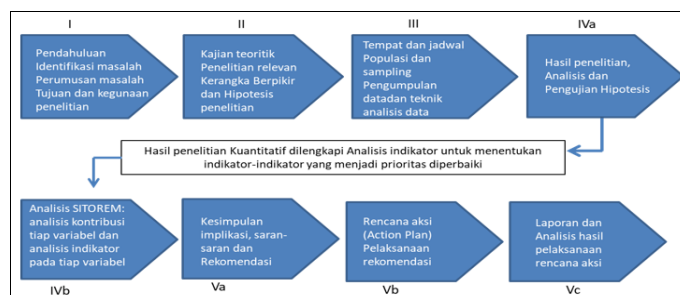 I
II
III
IVa
Pendahuluan
Identifikasi masalah
Perumusan masalah
Tujuan dan kegunaan
penelitian
Kajian teoritik
Penelitian relevan
Kerangka Berpikir
dan Hipotesis
penelitian
Tempat dan jadwal
Populasi dan
sampling
Pengumpulan
datadan teknik
analisis data
Hasil penelitian,
Analisis dan
Pengujian Hipotesis
Hasil penelitian Kuantitatif dilengkapi Analisis indikator untuk menentukan
indikator-indikator yang menjadi prioritas diperbaiki
Analisis SITOREM:
analisis kontribusi
tiap variabel dan
analisis indikator
pada tiap variabel
Kesimpulan
implikasi, saran-
saran dan
Rekomendasi
Rencana aksi
(Action Plan)
Pelaksanaan
rekomendasi
Laporan dan
Analisis hasil
pelaksanaan
rencana aksi
IVb
Va
Vb
Vc